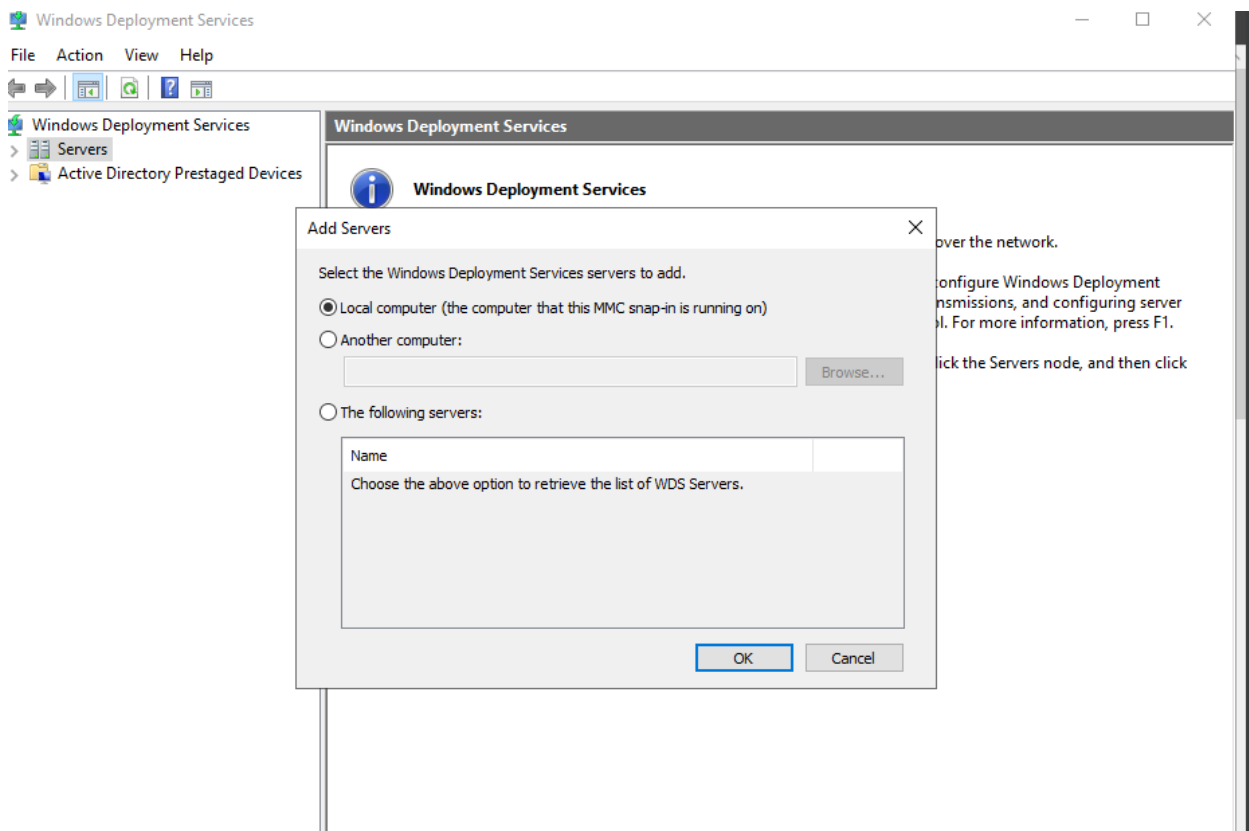 Windows Deployment Services
File Action View Help
Windows Deployment Services
Servers
Active Directory Prestaged Devices
Windows Deployment Services
Windows Deployment Services
over the network.
configure Windows Deployment
nsmissions, and configuring server
ol. For more information, press F1.
lick the Servers node, and then click
Add Servers
Select the Windows Deployment Services servers to add.
Local computer (the computer that this MMC snap-in is running on)
Another computer:
Browse...
The following servers:
Name
Choose the above option to retrieve the list of WDS Servers.
OK Cancel